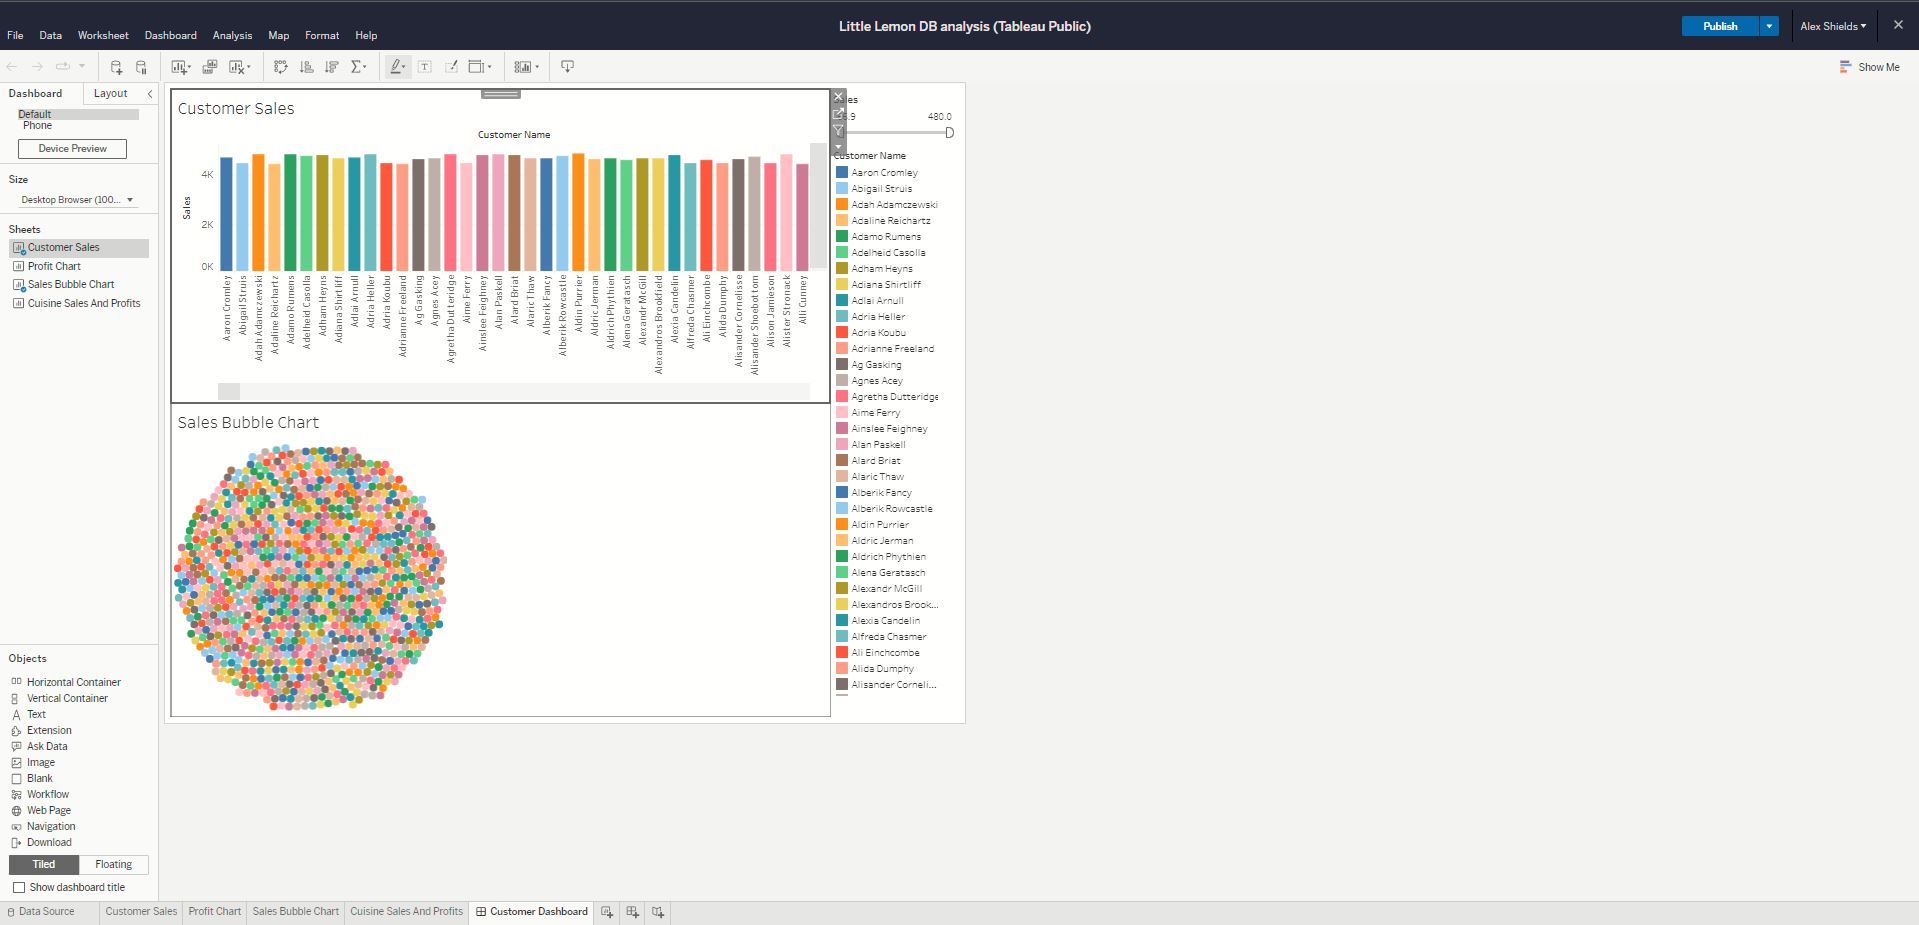 Little Lemon DB analysis (Tableau Public)
Publish
Alex Shields
File Data Worksheet Dashboard Analysis Map Format Help
Show Me
Dashboard Layout
Default
Phone
Device Preview
Size
Desktop Browser (100...
Sheets
Customer Sales
Profit Chart
Sales Bubble Chart
Cuisine Sales And Profits
Objects
Horizontal Container
Vertical Container
Text
Extension
Ask Data
Image
Blank
Workflow
Web Page
Navigation
Download
Tiled Floating
Show dashboard title
Customer Sales
Customer Name
Sales
4K
2K
0K
Aaron Cromley
Abigail Struis
Adah Adamczewski
Adaline Reichartz
Adamo Rumens
Adelheid Casolla
Adham Heyns
Adiana Shirtliff
Adlai Arnull
Adria Heller
Adria Koubu
Adrianne Freeland
Ag Gasking
Agnes Acey
Agretha Dutteridge
Aime Ferry
Ainslee Feighney
Alan Paskell
Alard Briat
Alaric Thaw
Alberik Fancy
Alberik Rowcastle
Aldin Purrier
Aldric Jerman
Aldrich Phythien
Alena Geratasch
Alexandr McGill
Alexandros Brookfield
Alexia Candelin
Alfreda Chasmer
Ali Einchcombe
Alida Dumphy
Alisander Cornelisse
Alisander Shoebottom
Alison Jamieson
Alister Stronack
Alli Cunney
Sales Bubble Chart
480.0
Customer Name
Aaron Cromley
Abigail Struis
Adah Adamczewski
Adaline Reichartz
Adamo Rumens
Adelheid Casolla
Adham Heyns
Adiana Shirtliff
Adlai Arnull
Adria Heller
Adria Koubu
Adrianne Freeland
Ag Gasking
Agnes Acey
Agretha Dutteridge
Aime Ferry
Ainslee Feighney
Alan Paskell
Alard Briat
Alaric Thaw
Alberik Fancy
Alberik Rowcastle
Aldin Purrier
Aldric Jerman
Aldrich Phythien
Alena Geratasch
Alexandr McGill
Alexandros Brook...
Alexia Candelin
Alfreda Chasmer
Ali Einchcombe
Alida Dumphy
Alisander Corneli...
Data Source Customer Sales Profit Chart Sales Bubble Chart Cuisine Sales And Profits Customer Dashboard